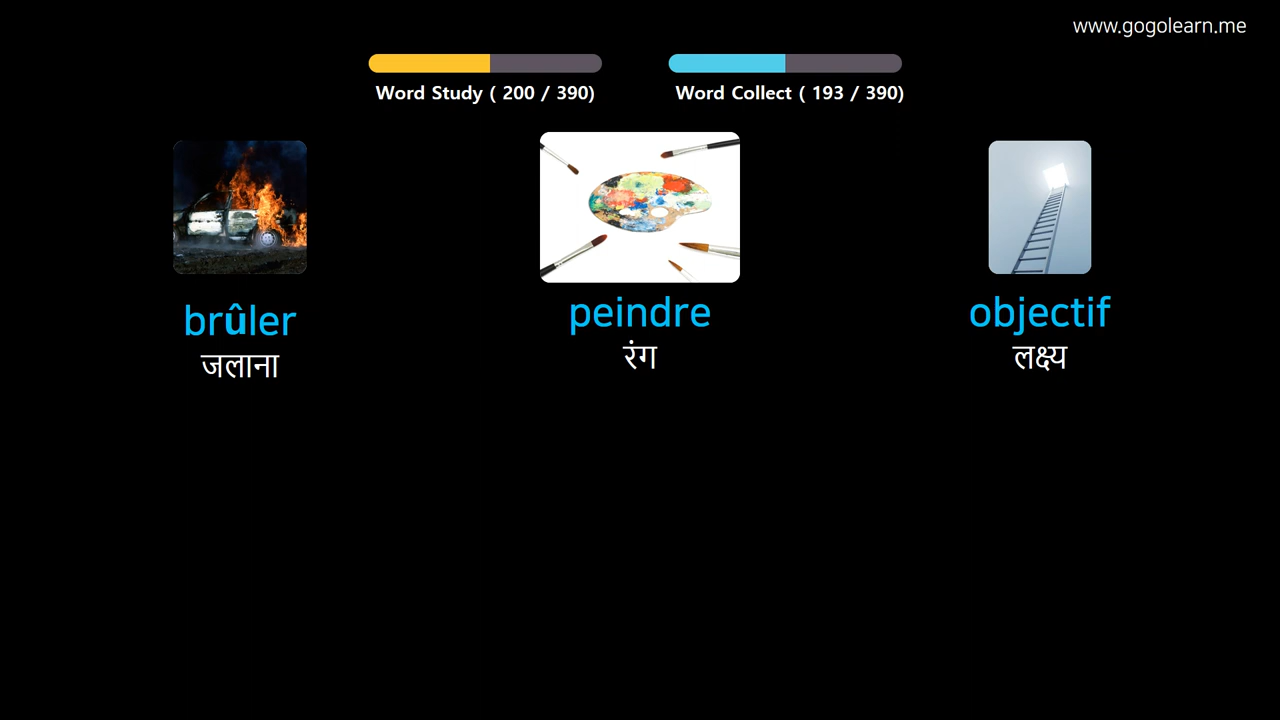 www.gogolearn.me
Word Study ( 200 / 390)
Word Collect ( 193 / 390)
brûler
जलाना
peindre
रंग
objectif
लक्ष्य